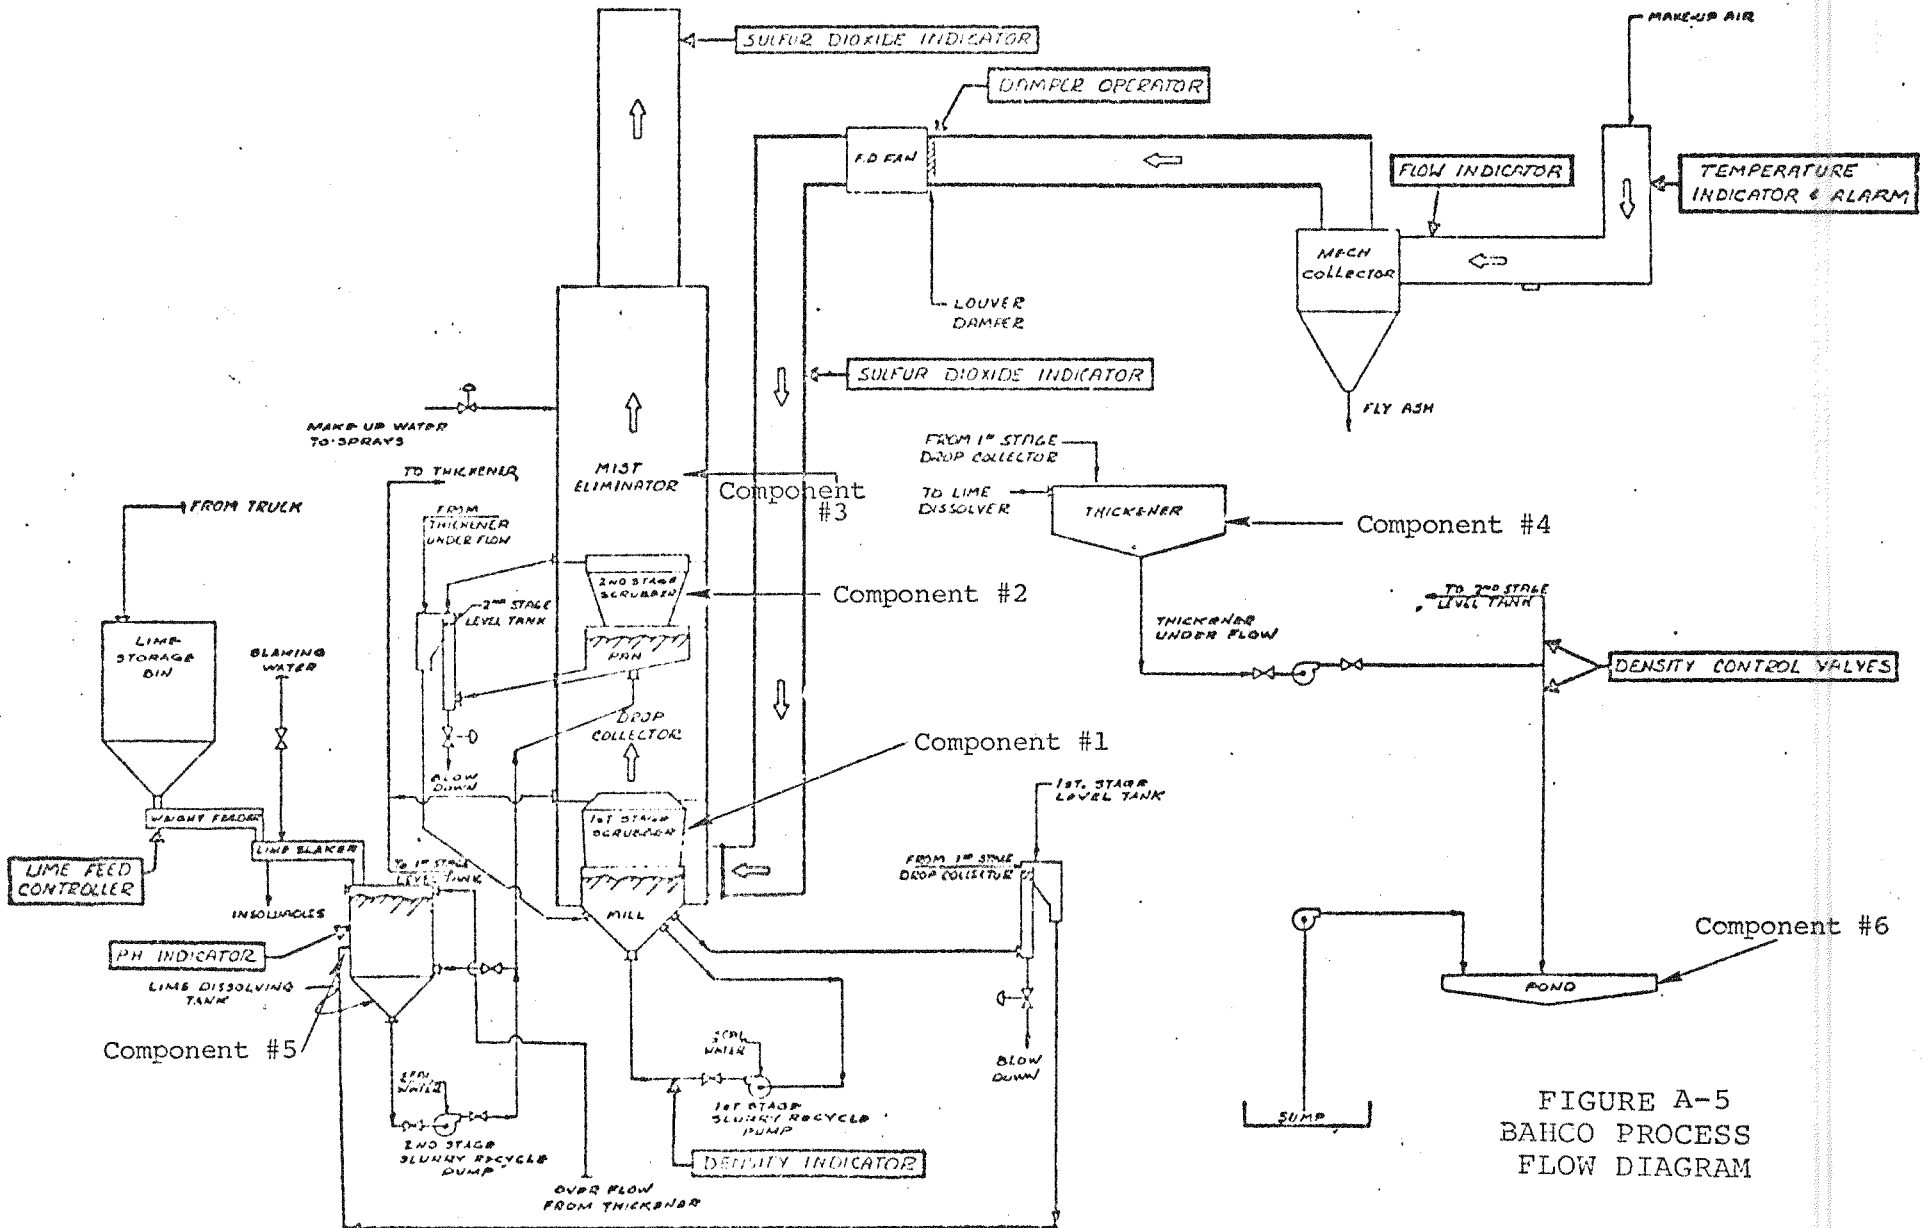 MAKE-UP AIR
SULFUR DIOXIDE INDICATOR
DAMPER OPERATOR
F.D FAN
FLOW INDICATOR
TEMPERATURE
INDICATOR & ALARM
MECH
COLLECTOR
LOUVER
DAMPER
SULFUR DIOXIDE INDICATOR
FLY ASH
MAKE-UP WATER
TO SPRAYS
MIST
ELIMINATOR
Component
#3
TO THICKENER
FROM 1ST STAGE
DROP COLLECTOR
TO LIME
DISSOLVER
THICKENER
Component #4
FROM TRUCK
FROM
THICKENER
UNDER FLOW
2ND STAGE
SCRUBBER
Component #2
2ND STAGE
LEVEL TANK
PAN
TO 2ND STAGE
LEVEL TANK
THICKENER
UNDER FLOW
DENSITY CONTROL VALVES
LIME
STORAGE
BIN
SLAKING
WATER
DROP
COLLECTOR
Component #1
BLOW
DOWN
1ST. STAGE
LEVEL TANK
WEIGHT FEEDER
1ST STAGE
SCRUBBER
LIME SLAKER
LIME FEED
CONTROLLER
TO 1ST STAGE
LEVEL TANK
FROM 1ST STAGE
DROP COLLECTOR
INSOLUABLES
MILL
PH INDICATOR
LIME DISSOLVING
TANK
Component #5
Component #6
POND
SEAL
WATER
SEAL
WATER
BLOW
DOWN
1ST STAGE
SLURRY RECYCLE
PUMP
2ND STAGE
SLURRY RECYCLE
PUMP
DENSITY INDICATOR
SUMP
OVER FLOW
FROM THICKENER
FIGURE A-5
BAHCO PROCESS
FLOW DIAGRAM